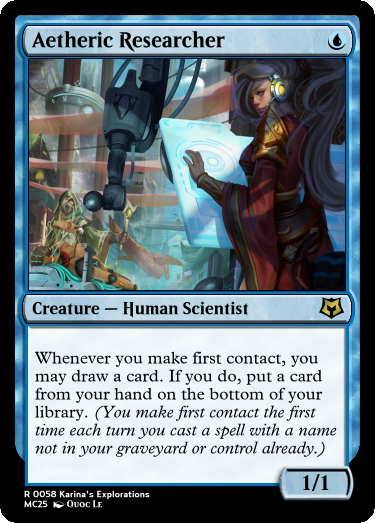 Aetheric Researcher
Creature — Human Scientist
Whenever you make first contact, you
may draw a card. If you do, put a card
from your hand on the bottom of your
library. (You make first contact the first
time each turn you cast a spell with a name
not in your graveyard or control already.)
1/1
R 0058 Karina's Explorations
MC25 Quoc Le